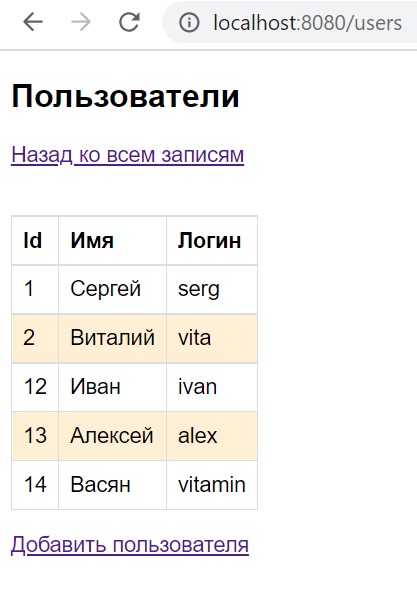 localhost:8080/users
Пользователи
Назад ко всем записям
Id Имя Логин
1 Сергей serg
2 Виталий vita
12 Иван ivan
13 Алексей alex
14 Васян vitamin
Добавить пользователя